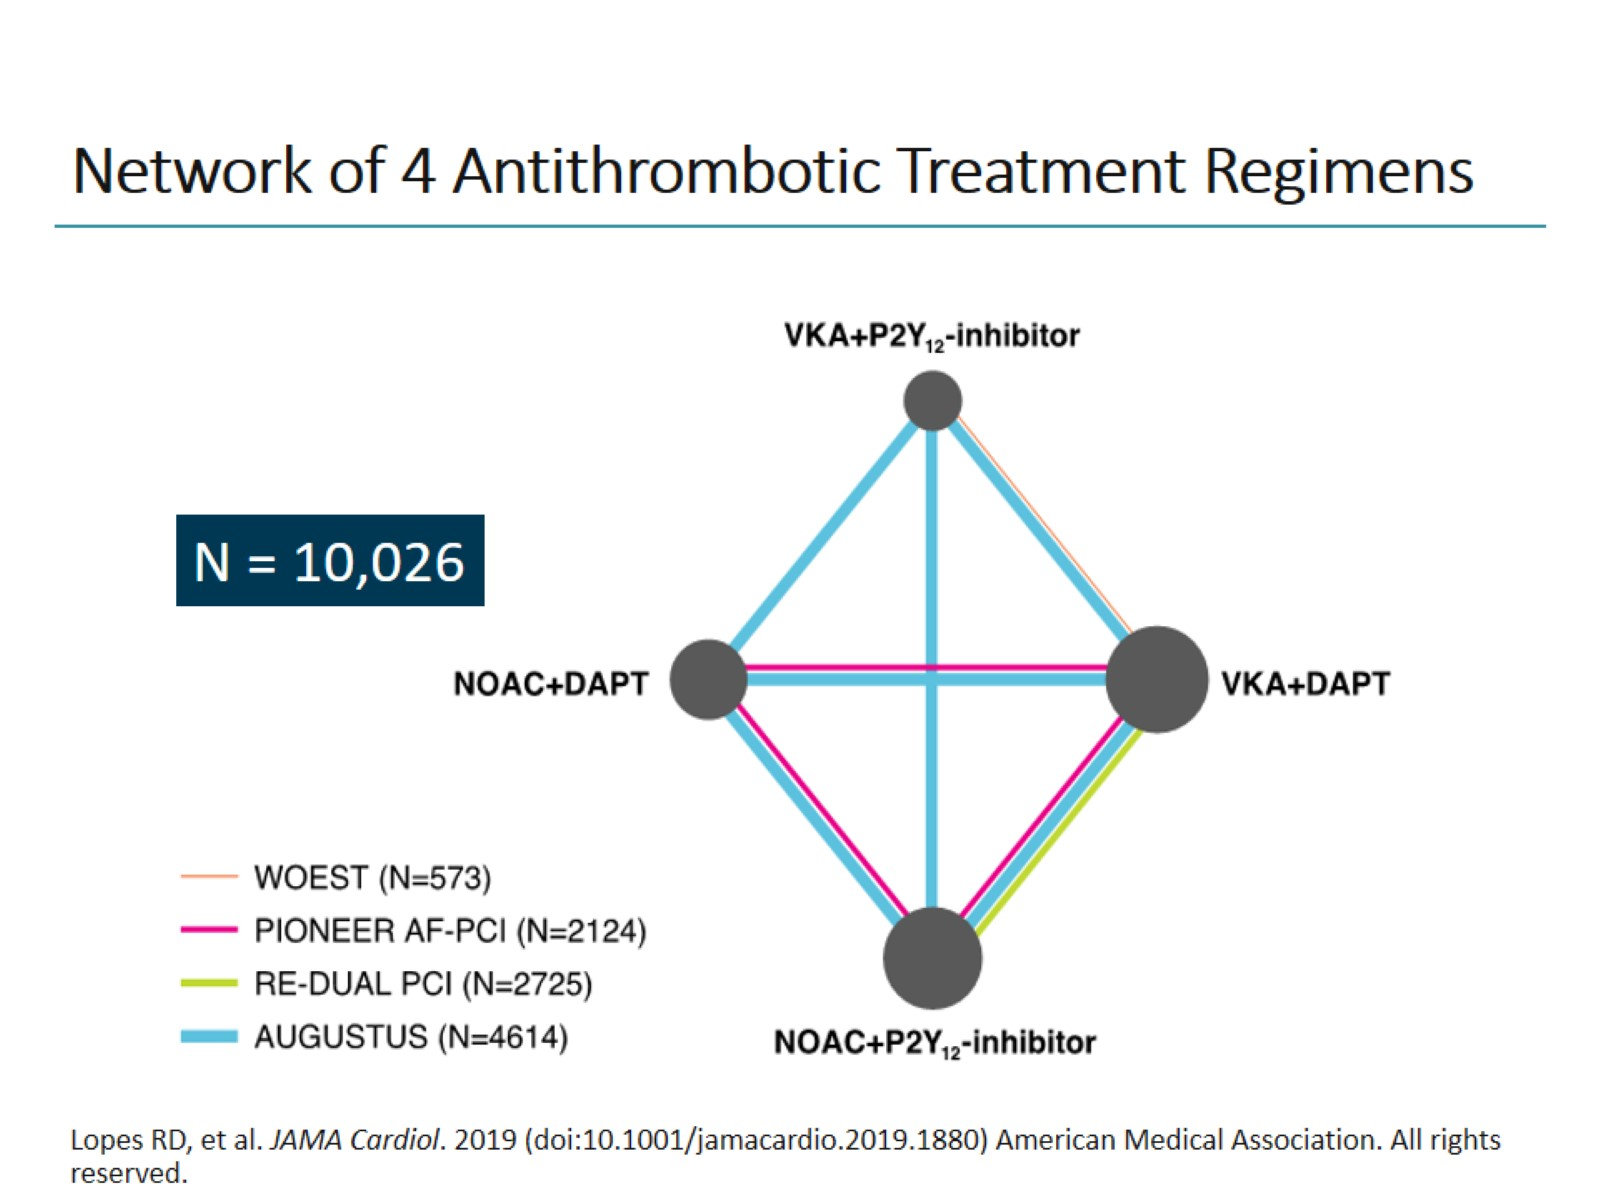 Network of 4 Antithrombotic Treatment Regimens
VKA+P2Y₁₂-inhibitor
N = 10,026
NOAC+DAPT
VKA+DAPT
WOEST (N=573)
PIONEER AF-PCI (N=2124)
RE-DUAL PCI (N=2725)
AUGUSTUS (N=4614)
NOAC+P2Y₁₂-inhibitor
Lopes RD, et al. JAMA Cardiol. 2019 (doi:10.1001/jamacardio.2019.1880) American Medical Association. All rights
reserved.